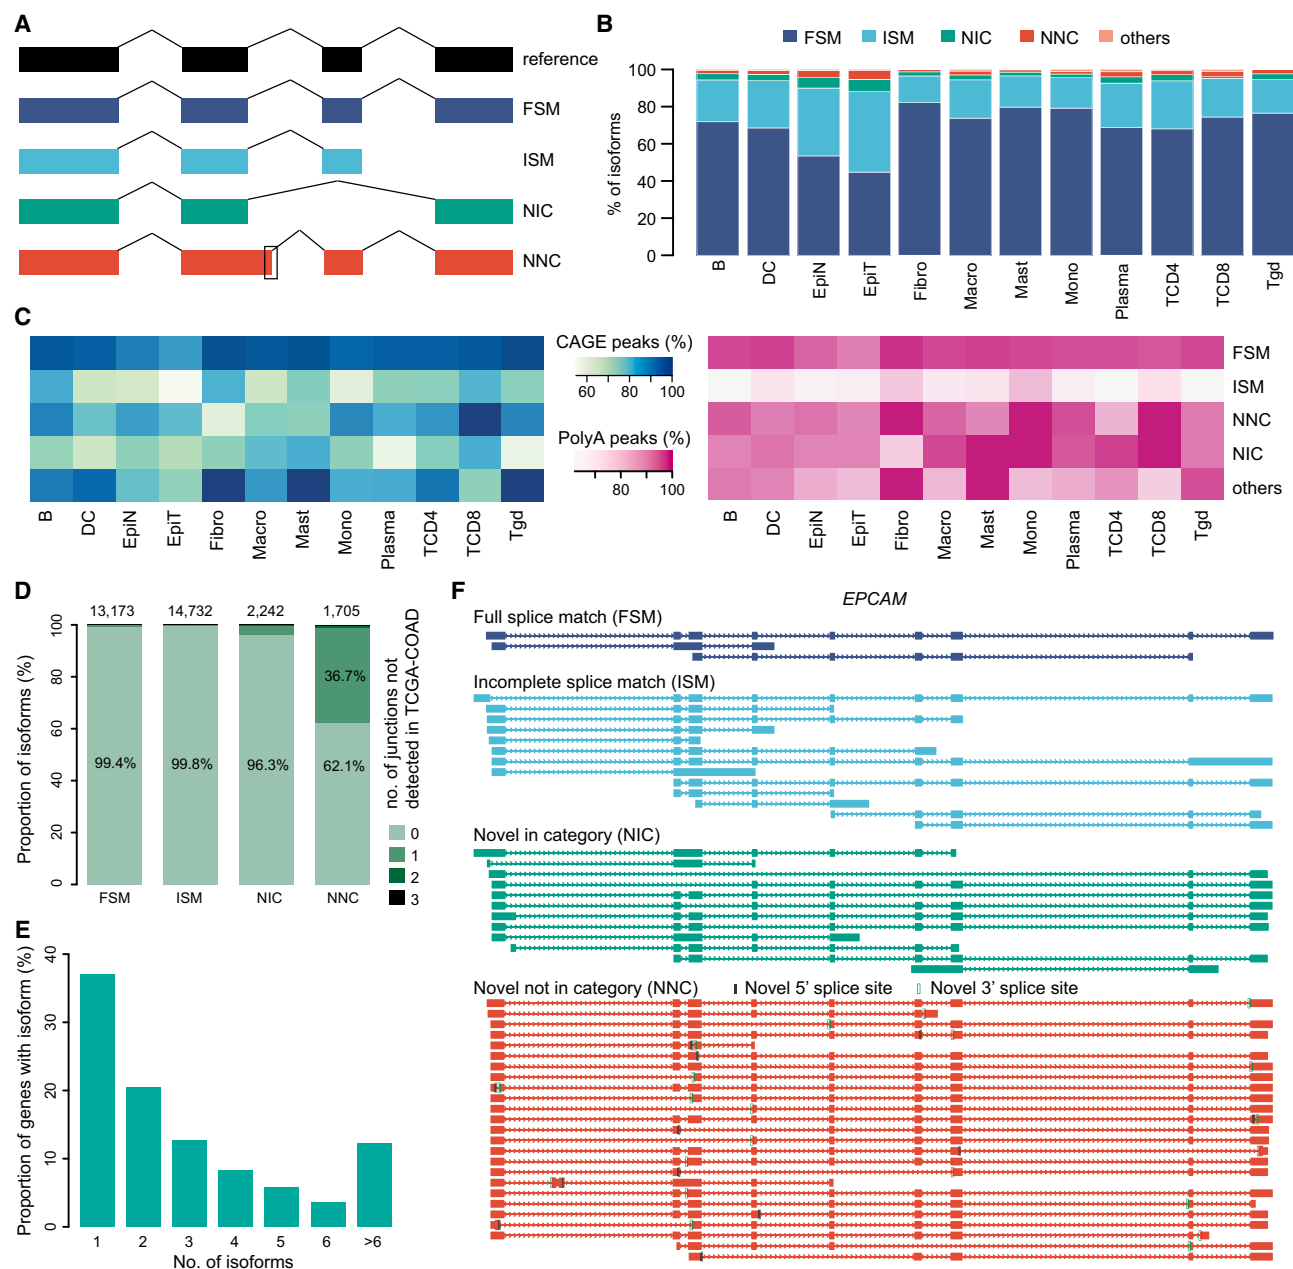 A
reference
FSM
ISM
NIC
NNC
B
FSM ISM NIC NNC others
% of isoforms
100
80
60
40
20
0
B DC EpiN EpiT Fibro Macro Mast Mono Plasma TCD4 TCD8 Tgd
C
CAGE peaks (%)
60 80 100
PolyA peaks (%)
80 100
FSM
ISM
NNC
NIC
others
B DC EpiN EpiT Fibro Macro Mast Mono Plasma TCD4 TCD8 Tgd
B DC EpiN EpiT Fibro Macro Mast Mono Plasma TCD4 TCD8 Tgd
D
13,173 14,732 2,242 1,705
Proportion of isoforms (%)
100
80
60
40
20
0
99.4% 99.8% 96.3% 62.1%
36.7%
FSM ISM NIC NNC
no. of junctions not
detected in TCGA-COAD
0
1
2
3
E
Proportion of genes with isoform (%)
40
30
20
10
0
1 2 3 4 5 6 >6
No. of isoforms
F
EPCAM
Full splice match (FSM)
Incomplete splice match (ISM)
Novel in category (NIC)
Novel not in category (NNC) Novel 5' splice site Novel 3' splice site